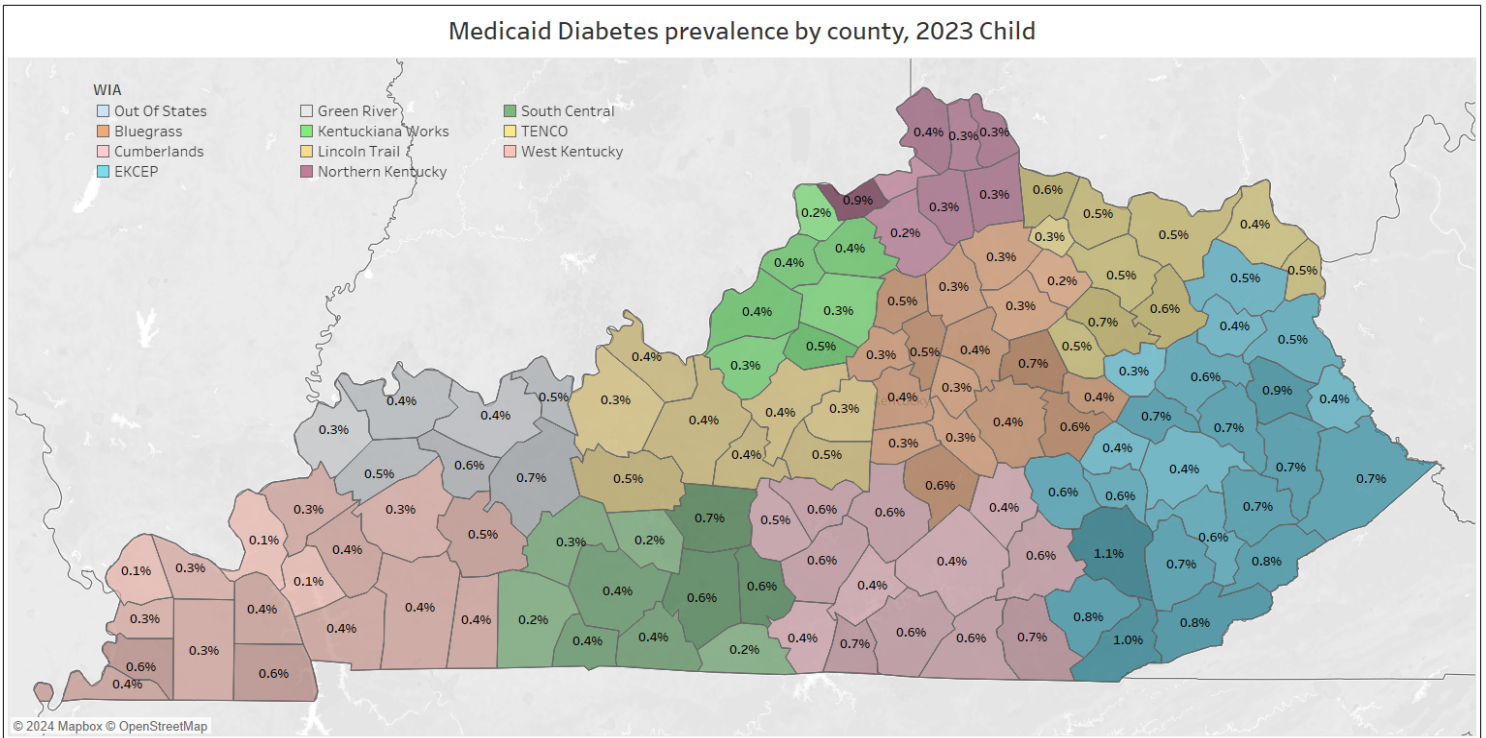 Medicaid Diabetes prevalence by county, 2023 Child
WIA
Out Of States Green River South Central
Bluegrass Kentuckiana Works TENCO
Cumberlands Lincoln Trail West Kentucky
EKCEP Northern Kentucky
0.4% 0.3% 0.3%
0.9% 0.3% 0.3% 0.6%
0.2% 0.2% 0.3% 0.5% 0.5% 0.4%
0.4% 0.4% 0.3% 0.5% 0.5%
0.5% 0.3% 0.2% 0.6% 0.5%
0.4% 0.3% 0.3% 0.7% 0.4% 0.5%
0.3% 0.5% 0.3% 0.5% 0.4% 0.7% 0.5%
0.4% 0.3% 0.6% 0.9% 0.4%
0.3% 0.4% 0.4% 0.5% 0.3% 0.4% 0.4% 0.3% 0.4% 0.3% 0.4% 0.3% 0.4% 0.6% 0.7% 0.7%
0.5% 0.6% 0.7% 0.5% 0.4% 0.5% 0.3% 0.3% 0.4% 0.4% 0.7% 0.7%
0.3% 0.3% 0.5% 0.7% 0.5% 0.6% 0.6% 0.6% 0.4% 0.6% 0.6% 0.7%
0.1% 0.4% 0.3% 0.2% 0.6% 0.4% 0.6% 1.1% 0.7% 0.6% 0.8%
0.1% 0.3% 0.1% 0.4% 0.6% 0.6% 0.4%
0.3% 0.4% 0.4% 0.4% 0.4% 0.2% 0.8% 0.8%
0.3% 0.4% 0.4% 0.2% 0.4% 0.7% 0.6% 0.6% 0.7% 1.0%
0.6% 0.6%
0.4%
© 2024 Mapbox © OpenStreetMap